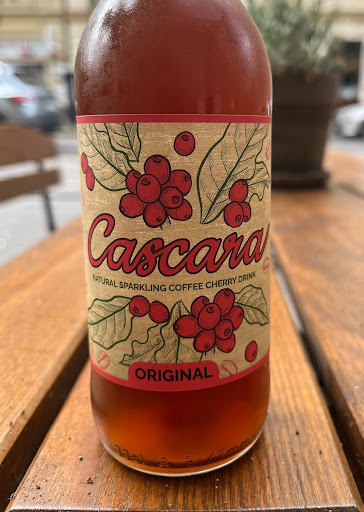 Cascara
NATURAL SPARKLING COFFEE CHERRY DRINK
ORIGINAL